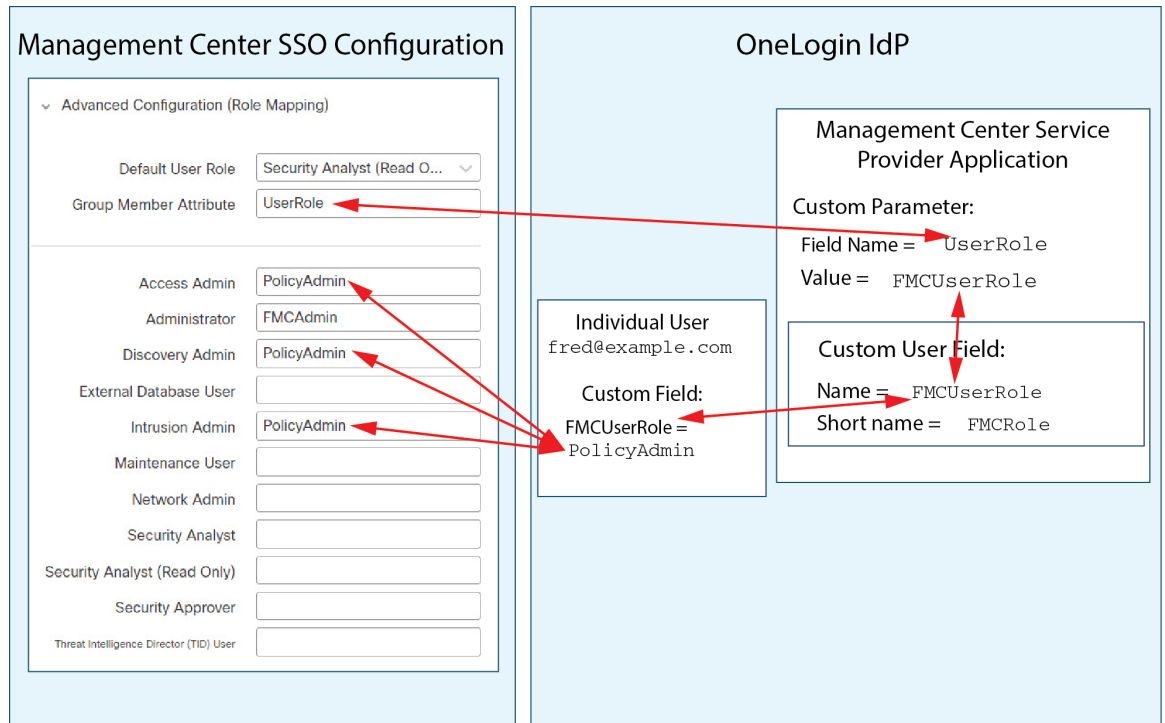 Management Center SSO Configuration
Advanced Configuration (Role Mapping)
Default User Role Security Analyst (Read O...
Group Member Attribute UserRole
Access Admin PolicyAdmin
Administrator FMCAdmin
Discovery Admin PolicyAdmin
External Database User
Intrusion Admin PolicyAdmin
Maintenance User
Network Admin
Security Analyst
Security Analyst (Read Only)
Security Approver
Threat Intelligence Director (TID) User
OneLogin IdP
Individual User
fred@example.com
Custom Field:
FMCUserRole =
PolicyAdmin
Management Center Service
Provider Application
Custom Parameter:
Field Name = UserRole
Value = FMCUserRole
Custom User Field:
Name = FMCUserRole
Short name = FMCRole